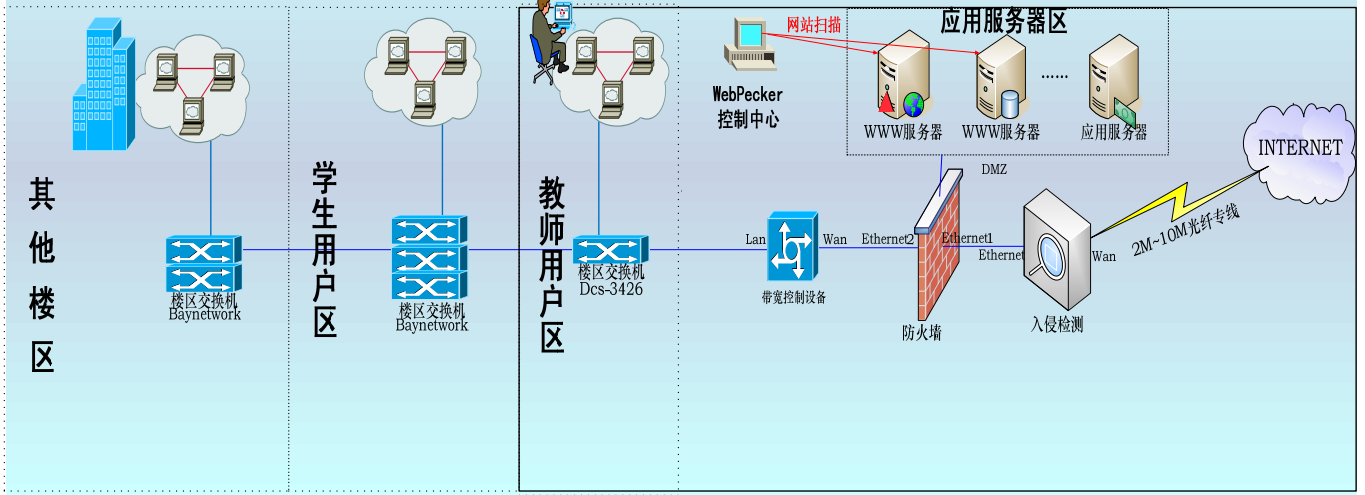 其他楼区
楼区交换机
Baynetwork
学生用户区
楼区交换机
Baynetwork
教师用户区
楼区交换机
Dcs-3426
WebPecker
控制中心
网站扫描
应用服务器区
WWW服务器
WWW服务器
……
应用服务器
DMZ
Lan
Wan
带宽控制设备
Ethernet2
Ethernet1
防火墙
Ethernet
Wan
入侵检测
2M~10M光纤专线
INTERNET